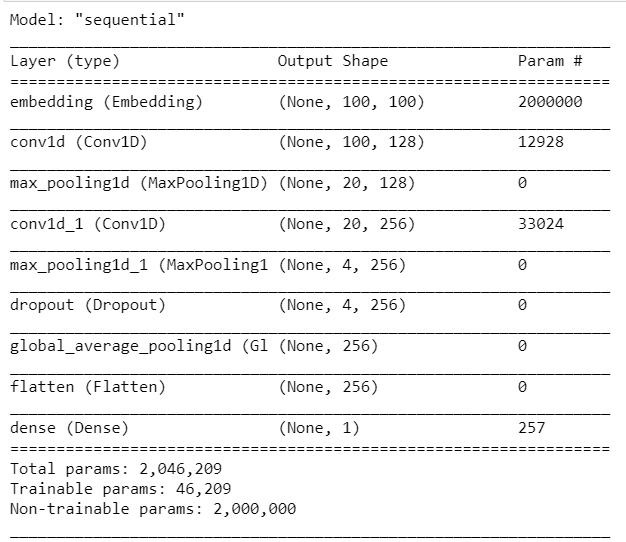 Model: "sequential"
Layer (type) Output Shape Param #
embedding (Embedding) (None, 100, 100) 2000000
conv1d (Conv1D) (None, 100, 128) 12928
max_pooling1d (MaxPooling1D) (None, 20, 128) 0
conv1d_1 (Conv1D) (None, 20, 256) 33024
max_pooling1d_1 (MaxPooling1 (None, 4, 256) 0
dropout (Dropout) (None, 4, 256) 0
global_average_pooling1d (Gl (None, 256) 0
flatten (Flatten) (None, 256) 0
dense (Dense) (None, 1) 257
Total params: 2,046,209
Trainable params: 46,209
Non-trainable params: 2,000,000